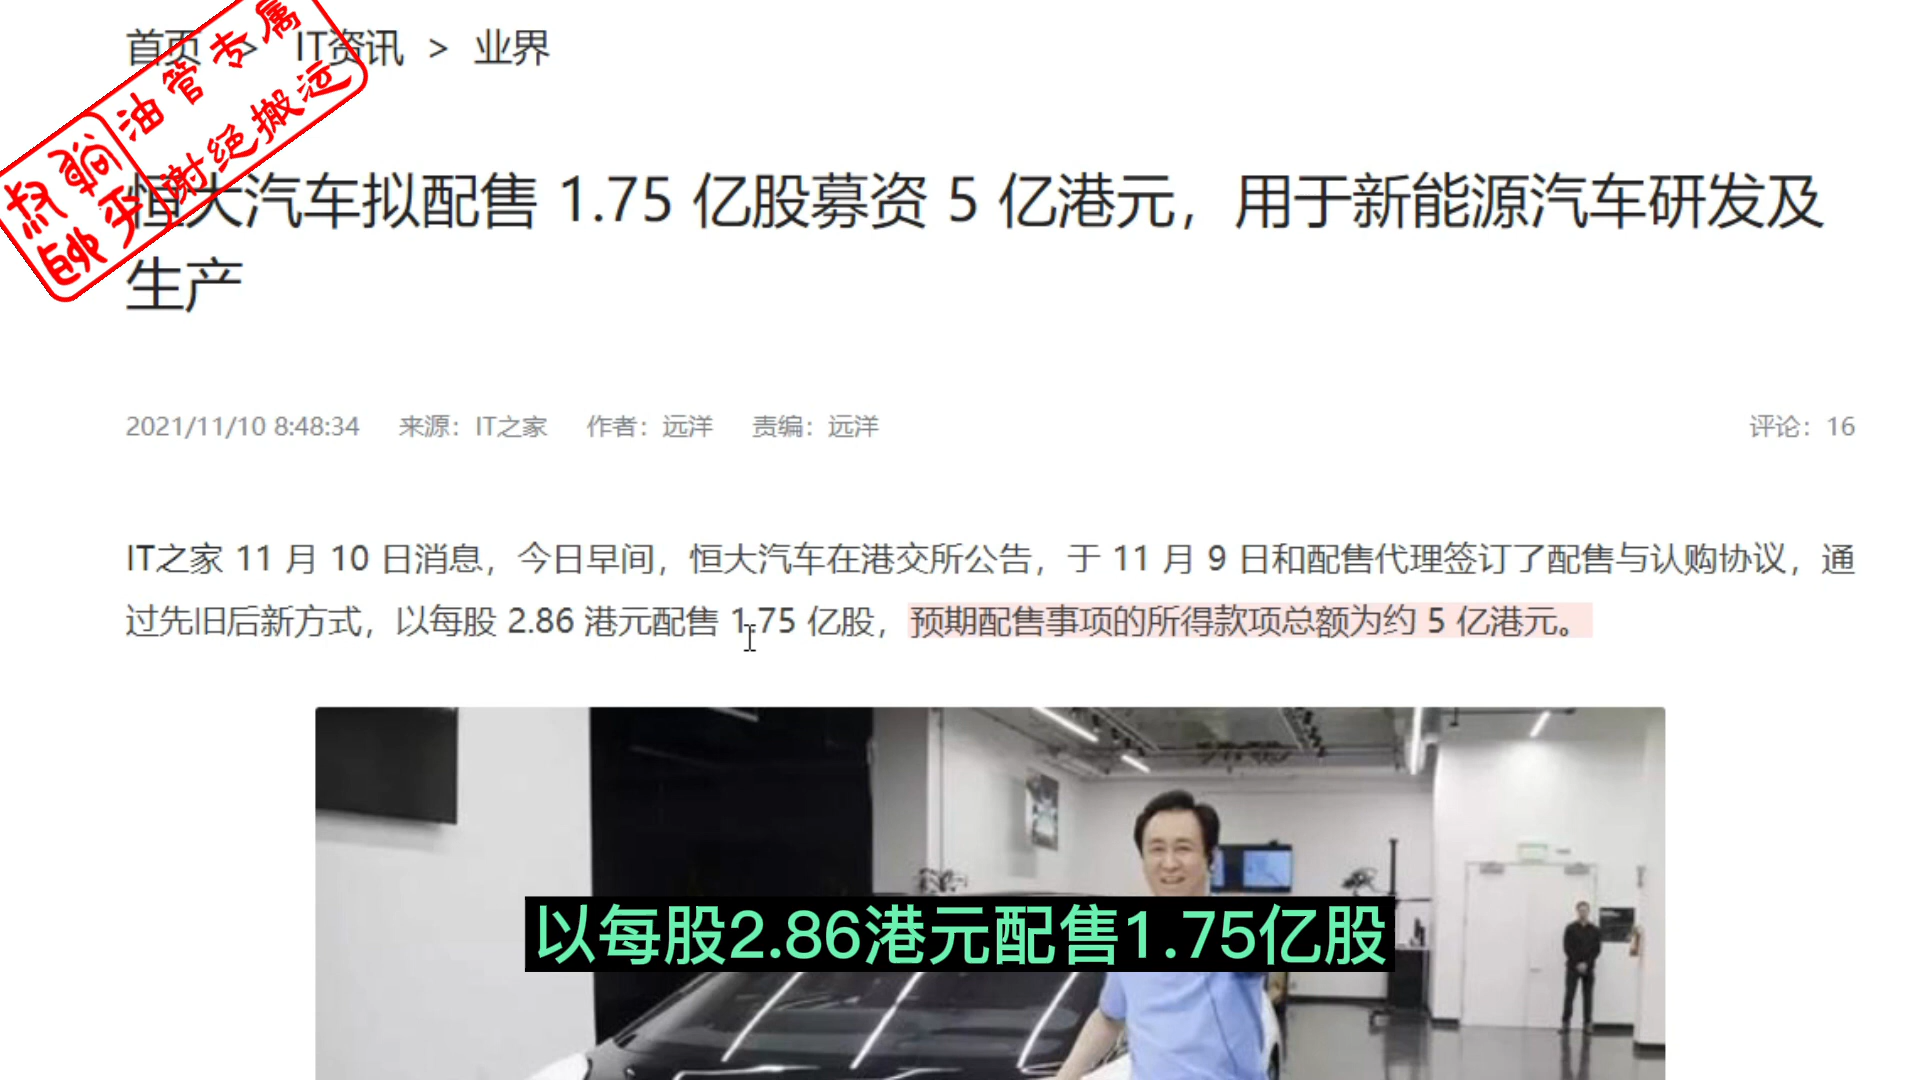 首页 > IT资讯 > 业界
油管专属
谢绝搬运
恒大汽车拟配售 1.75 亿股募资 5 亿港元，用于新能源汽车研发及
生产
2021/11/10 8:48:34 来源：IT之家 作者：远洋 责编：远洋 评论：16
IT之家 11 月 10 日消息，今日早间，恒大汽车在港交所公告，于 11 月 9 日和配售代理签订了配售与认购协议，通
过先旧后新方式，以每股 2.86 港元配售 1.75 亿股，预期配售事项的所得款项总额为约 5 亿港元。
以每股2.86港元配售1.75亿股